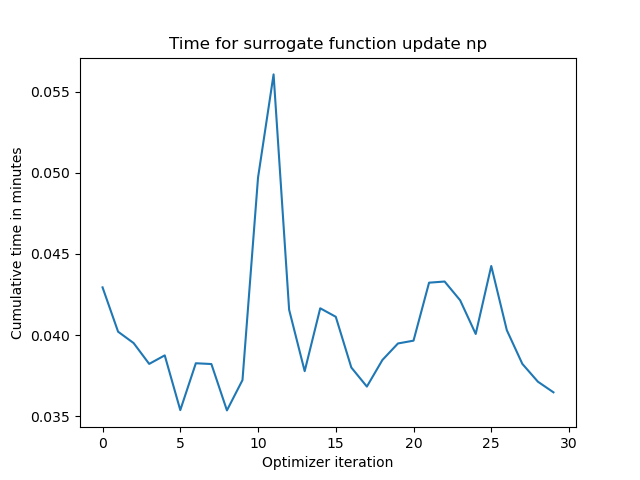 Time for surrogate function update np
Cumulative time in minutes
0.055
0.050
0.045
0.040
0.035
0 5 10 15 20 25 30
Optimizer iteration